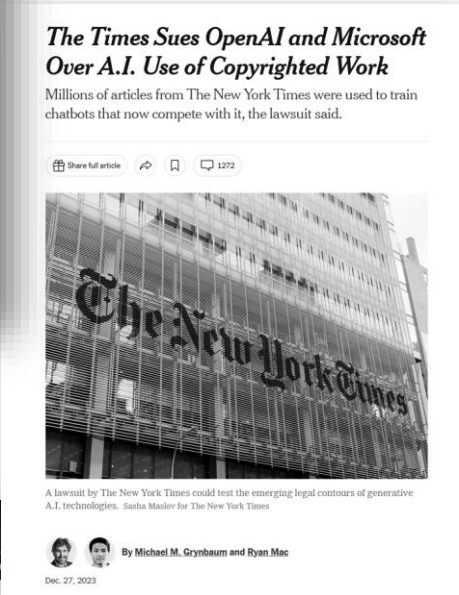 The Times Sues OpenAI and Microsoft
Over A.I. Use of Copyrighted Work
Millions of articles from The New York Times were used to train
chatbots that now compete with it, the lawsuit said.
Share full article
1272
The New York Times
A lawsuit by The New York Times could test the emerging legal contours of generative
A.I. technologies. Sasha Maslov for The New York Times
By Michael M. Grynbaum and Ryan Mac
Dec. 27, 2023